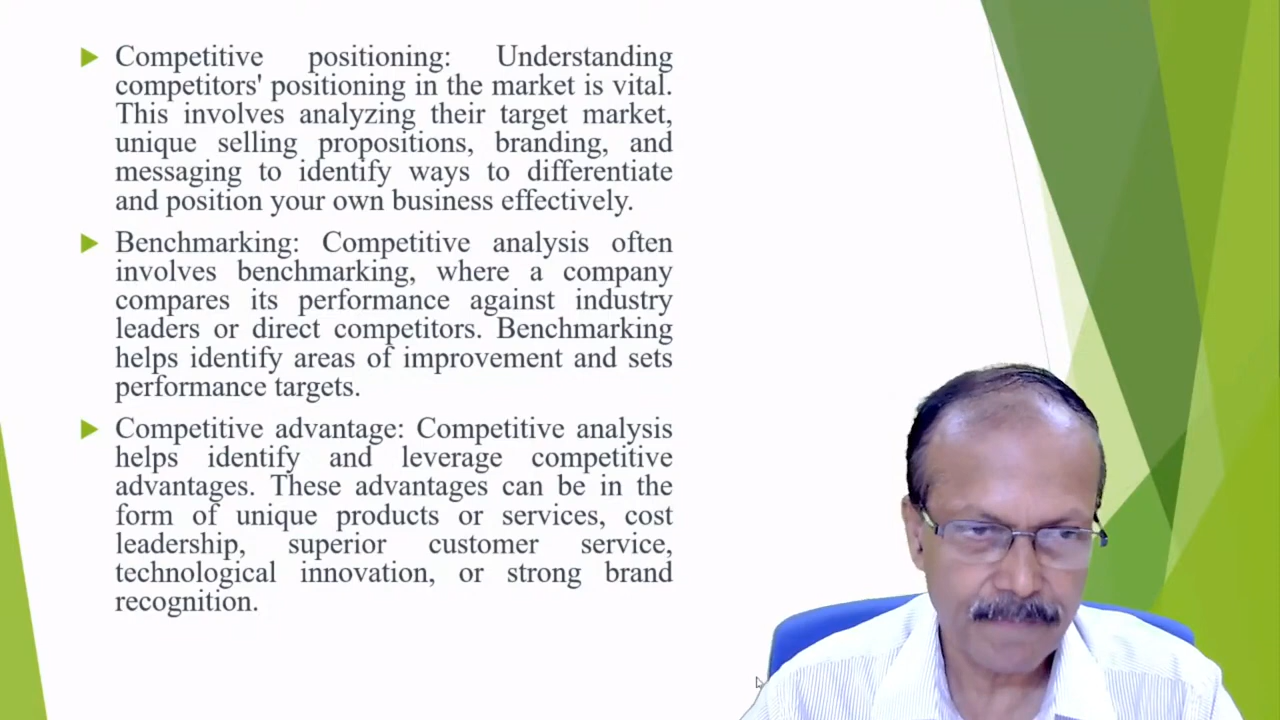 Competitive positioning: Understanding
competitors' positioning in the market is vital.
This involves analyzing their target market,
unique selling propositions, branding, and
messaging to identify ways to differentiate
and position your own business effectively.
Benchmarking: Competitive analysis often
involves benchmarking, where a company
compares its performance against industry
leaders or direct competitors. Benchmarking
helps identify areas of improvement and sets
performance targets.
Competitive advantage: Competitive analysis
helps identify and leverage competitive
advantages. These advantages can be in the
form of unique products or services, cost
leadership, superior customer service,
technological innovation, or strong brand
recognition.